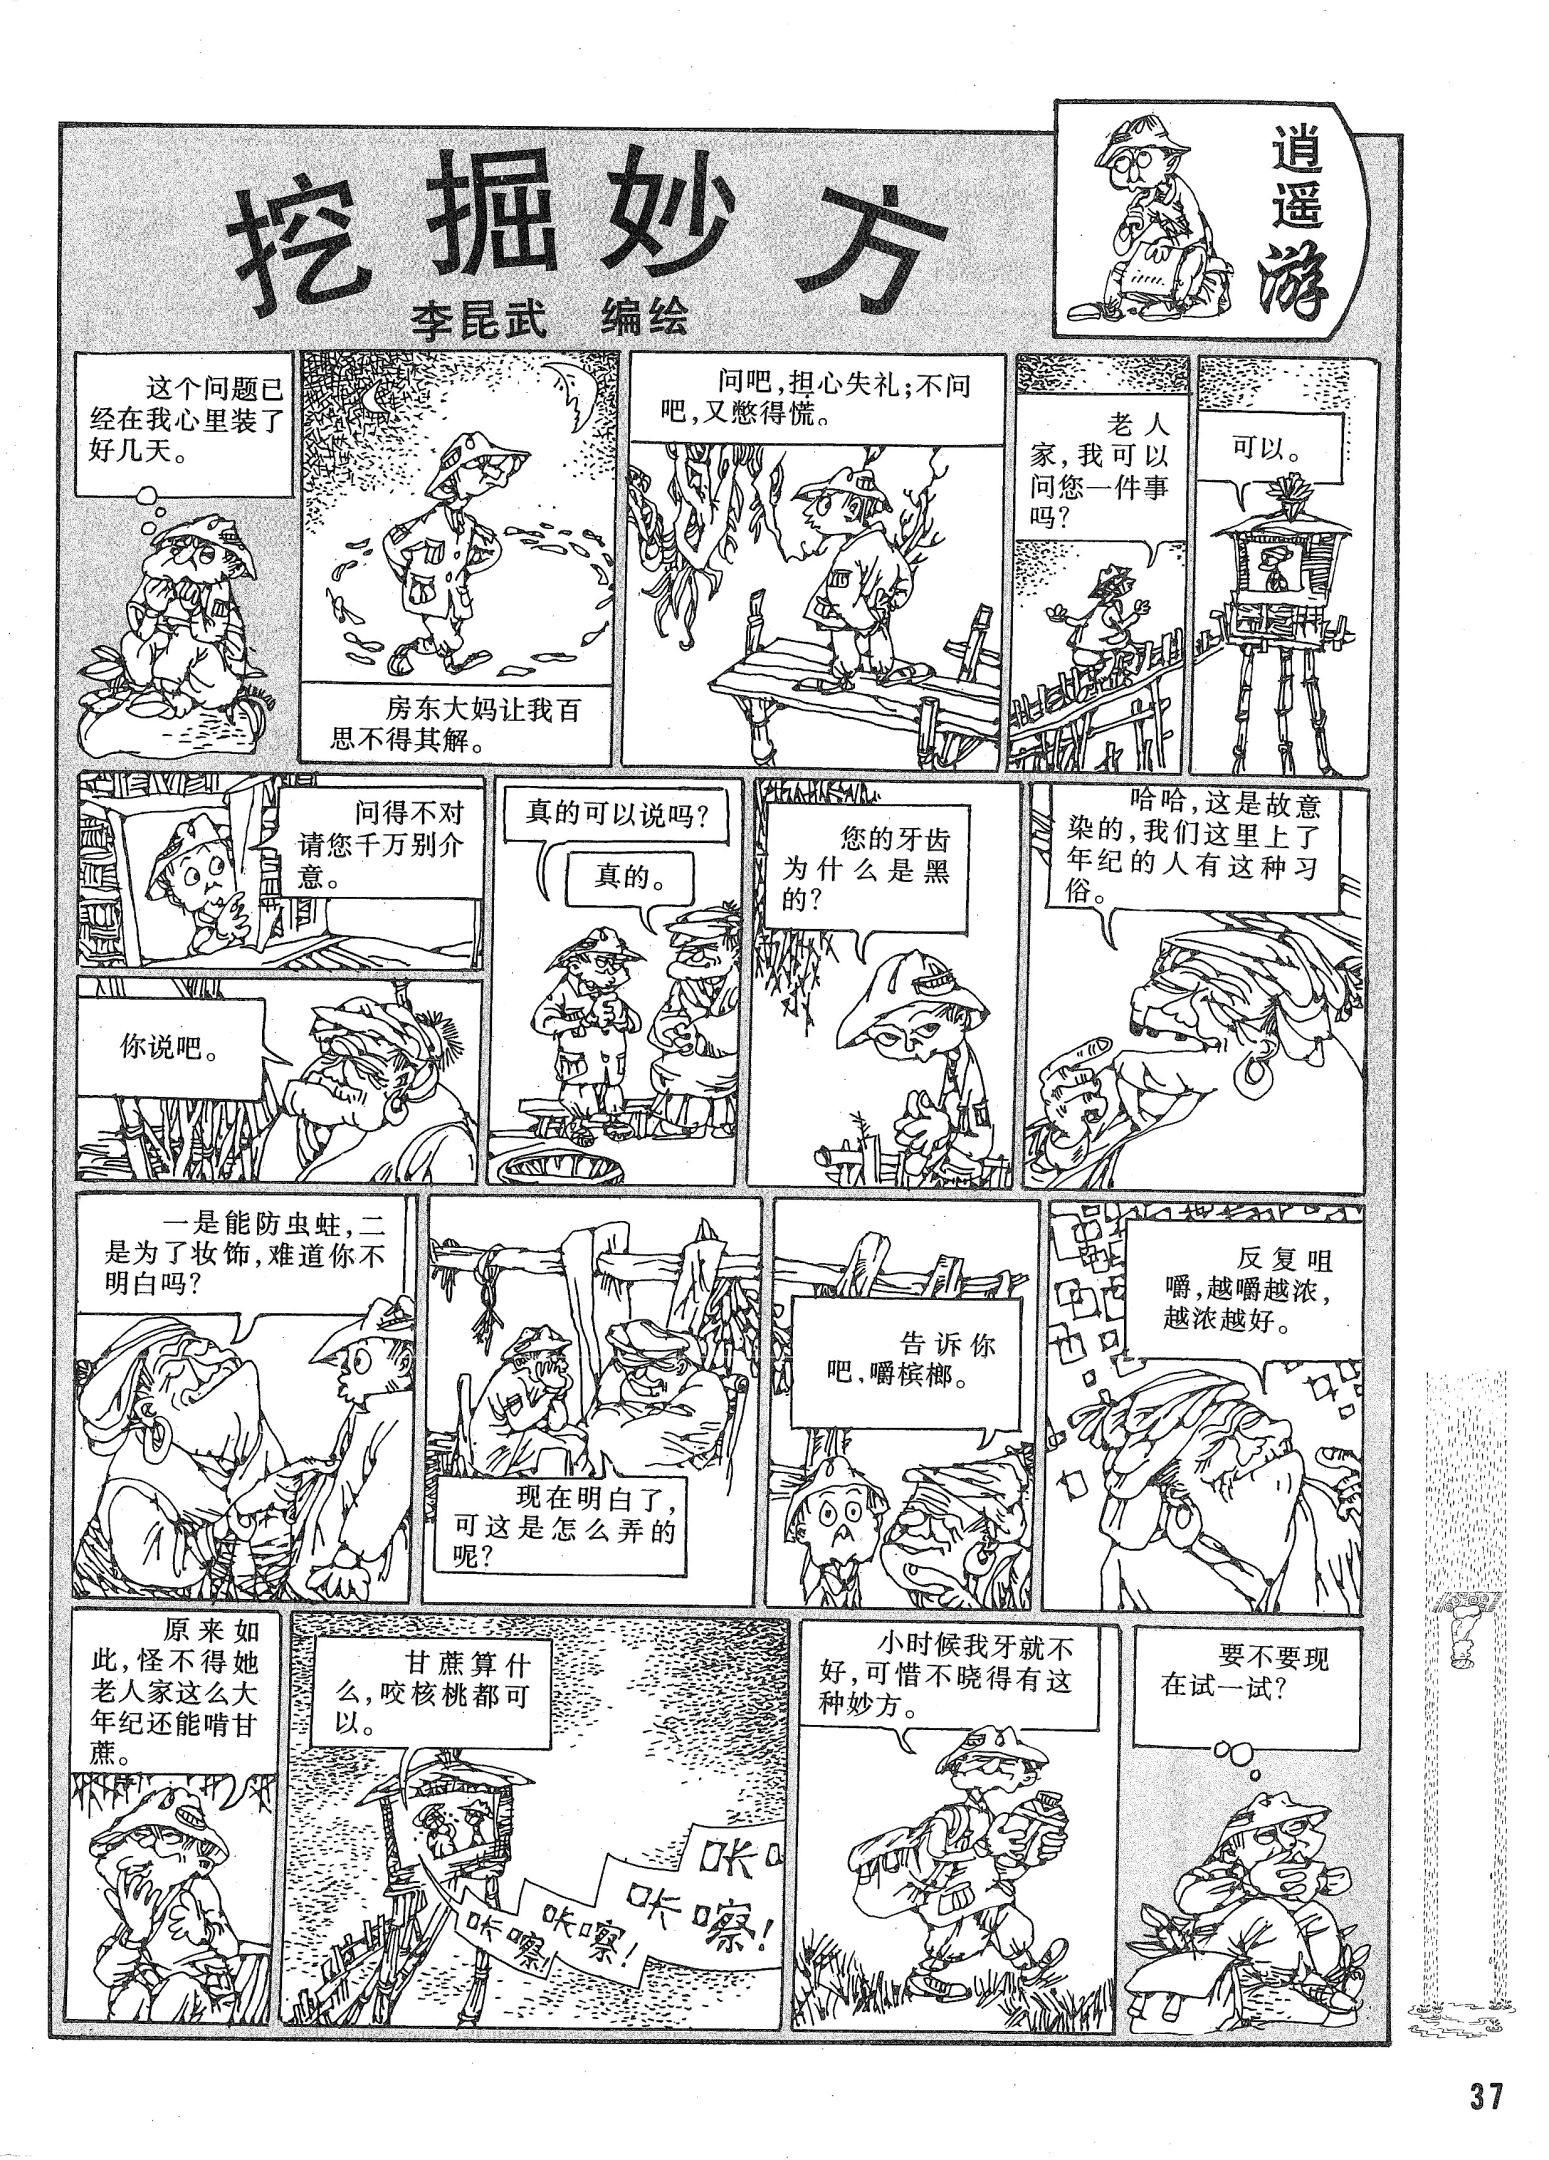 挖掘妙方
李昆武 编绘
逍遥游
这个问题已
经在我心里装了
好几天。
房东大妈让我百
思不得其解。
问吧,担心失礼;不问
吧,又憋得慌。
老人
家,我可以
问您一件事
吗?
可以。
问得不对
请您千万别介
意。
你说吧。
真的可以说吗?
真的。
您的牙齿
为什么是黑
的?
哈哈,这是故意
染的,我们这里上了
年纪的人有这种习
俗。
一是能防虫蛀,二
是为了妆饰,难道你不
明白吗?
现在明白了,
可这是怎么弄的
呢?
告诉你
吧,嚼槟榔。
反复咀
嚼,越嚼越浓,
越浓越好。
原来如
此,怪不得她
老人家这么大
年纪还能啃甘
蔗。
甘蔗算什
么,咬核桃都可
以。
咔嚓!
咔嚓!
咔嚓!
咔
小时候我牙就不
好,可惜不晓得有这
种妙方。
要不要现
在试一试?
37